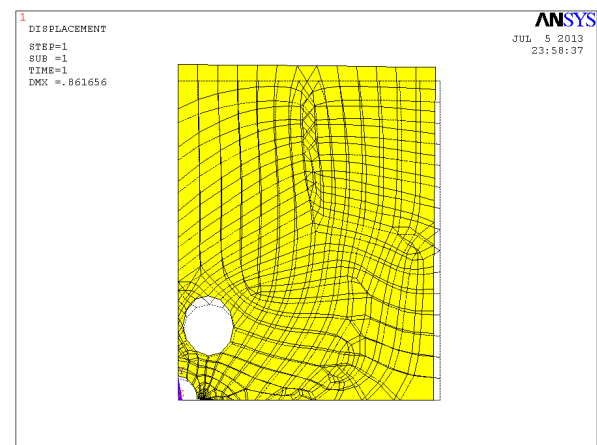 1
DISPLACEMENT
STEP=1
SUB =1
TIME=1
DMX =.861656
ANSYS
JUL 5 2013
23:58:37